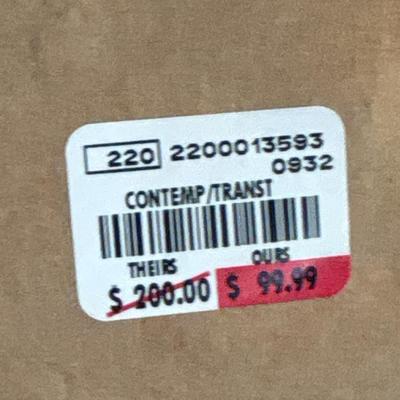 220 2200013593
0932
CONTEMP/TRANST
THEIRS OURS
$ 200.00 $ 99.99